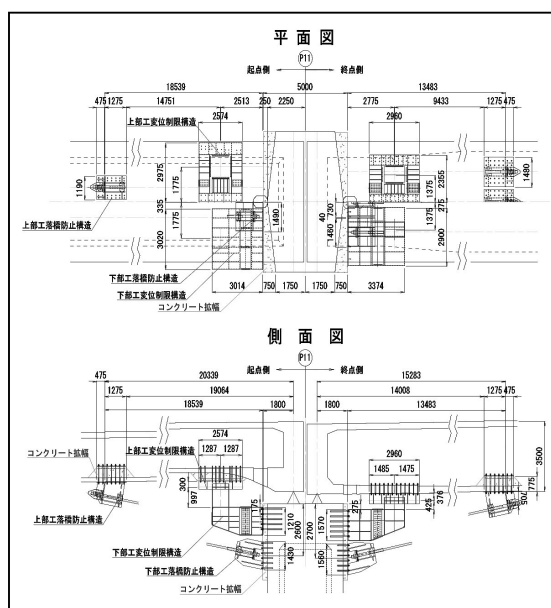 平面図
P11
起点側 終点側
18539 5000 13483
475 1275 14751 2513 250 2250 2775 9433 1275 475
2574 2960
上部工変位制限構造
2975
1775
1190
335
1775
3020
1490
40
730
1460
1375
2355
275
1375
2900
1480
上部工落橋防止構造
下部工落橋防止構造
下部工変位制限構造
コンクリート拡幅
3014 750 1750 1750 750 3374
側面図
P11
起点側 終点側
475 20339 15283
1275 19064 14008 1275 475
18539 1800 1800 13483
2574 2960
コンクリート拡幅
上部工変位制限構造
1287 1287 1485 1475
300
997
175
275
425
376
775
705
3500
上部工落橋防止構造
1210
2600
2700
1570
下部工変位制限構造
1430
1560
下部工落橋防止構造
コンクリート拡幅